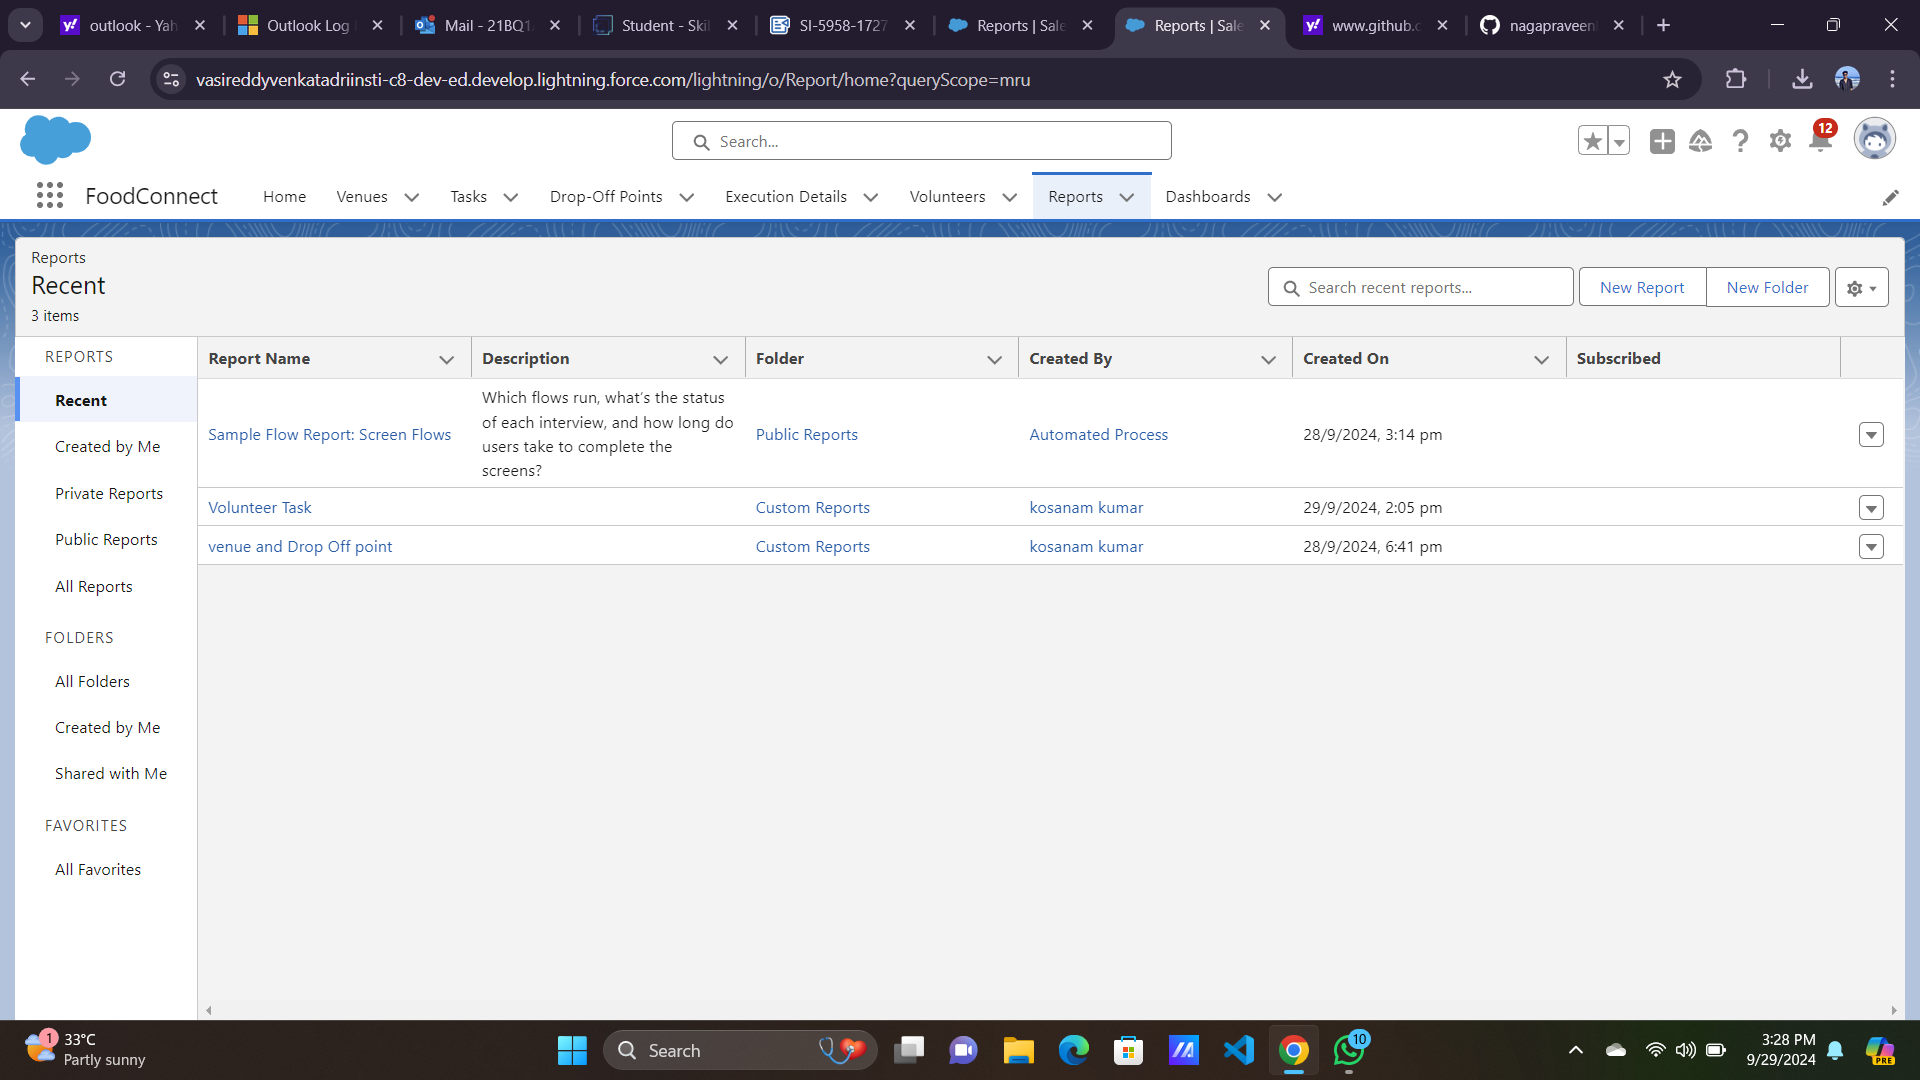 outlook - Yah
Outlook Log
Mail - 21BQ1
Student - Skil
SI-5958-1727
Reports | Sale
Reports | Sale
www.github.c
nagapraveen
vasireddyvenkatadriinsti-c8-dev-ed.develop.lightning.force.com/lightning/o/Report/home?queryScope=mru
Search...
12
FoodConnect
Home
Venues
Tasks
Drop-Off Points
Execution Details
Volunteers
Reports
Dashboards
Reports
Recent
3 items
Search recent reports...
New Report
New Folder
REPORTS
Recent
Created by Me
Private Reports
Public Reports
All Reports
FOLDERS
All Folders
Created by Me
Shared with Me
FAVORITES
All Favorites
Report Name
Description
Folder
Created By
Created On
Subscribed
Sample Flow Report: Screen Flows
Which flows run, what's the status
of each interview, and how long do
users take to complete the
screens?
Public Reports
Automated Process
28/9/2024, 3:14 pm
Volunteer Task
Custom Reports
kosanam kumar
29/9/2024, 2:05 pm
venue and Drop Off point
Custom Reports
kosanam kumar
28/9/2024, 6:41 pm
1
33°C
Partly sunny
Search
10
3:28 PM
9/29/2024
PRE